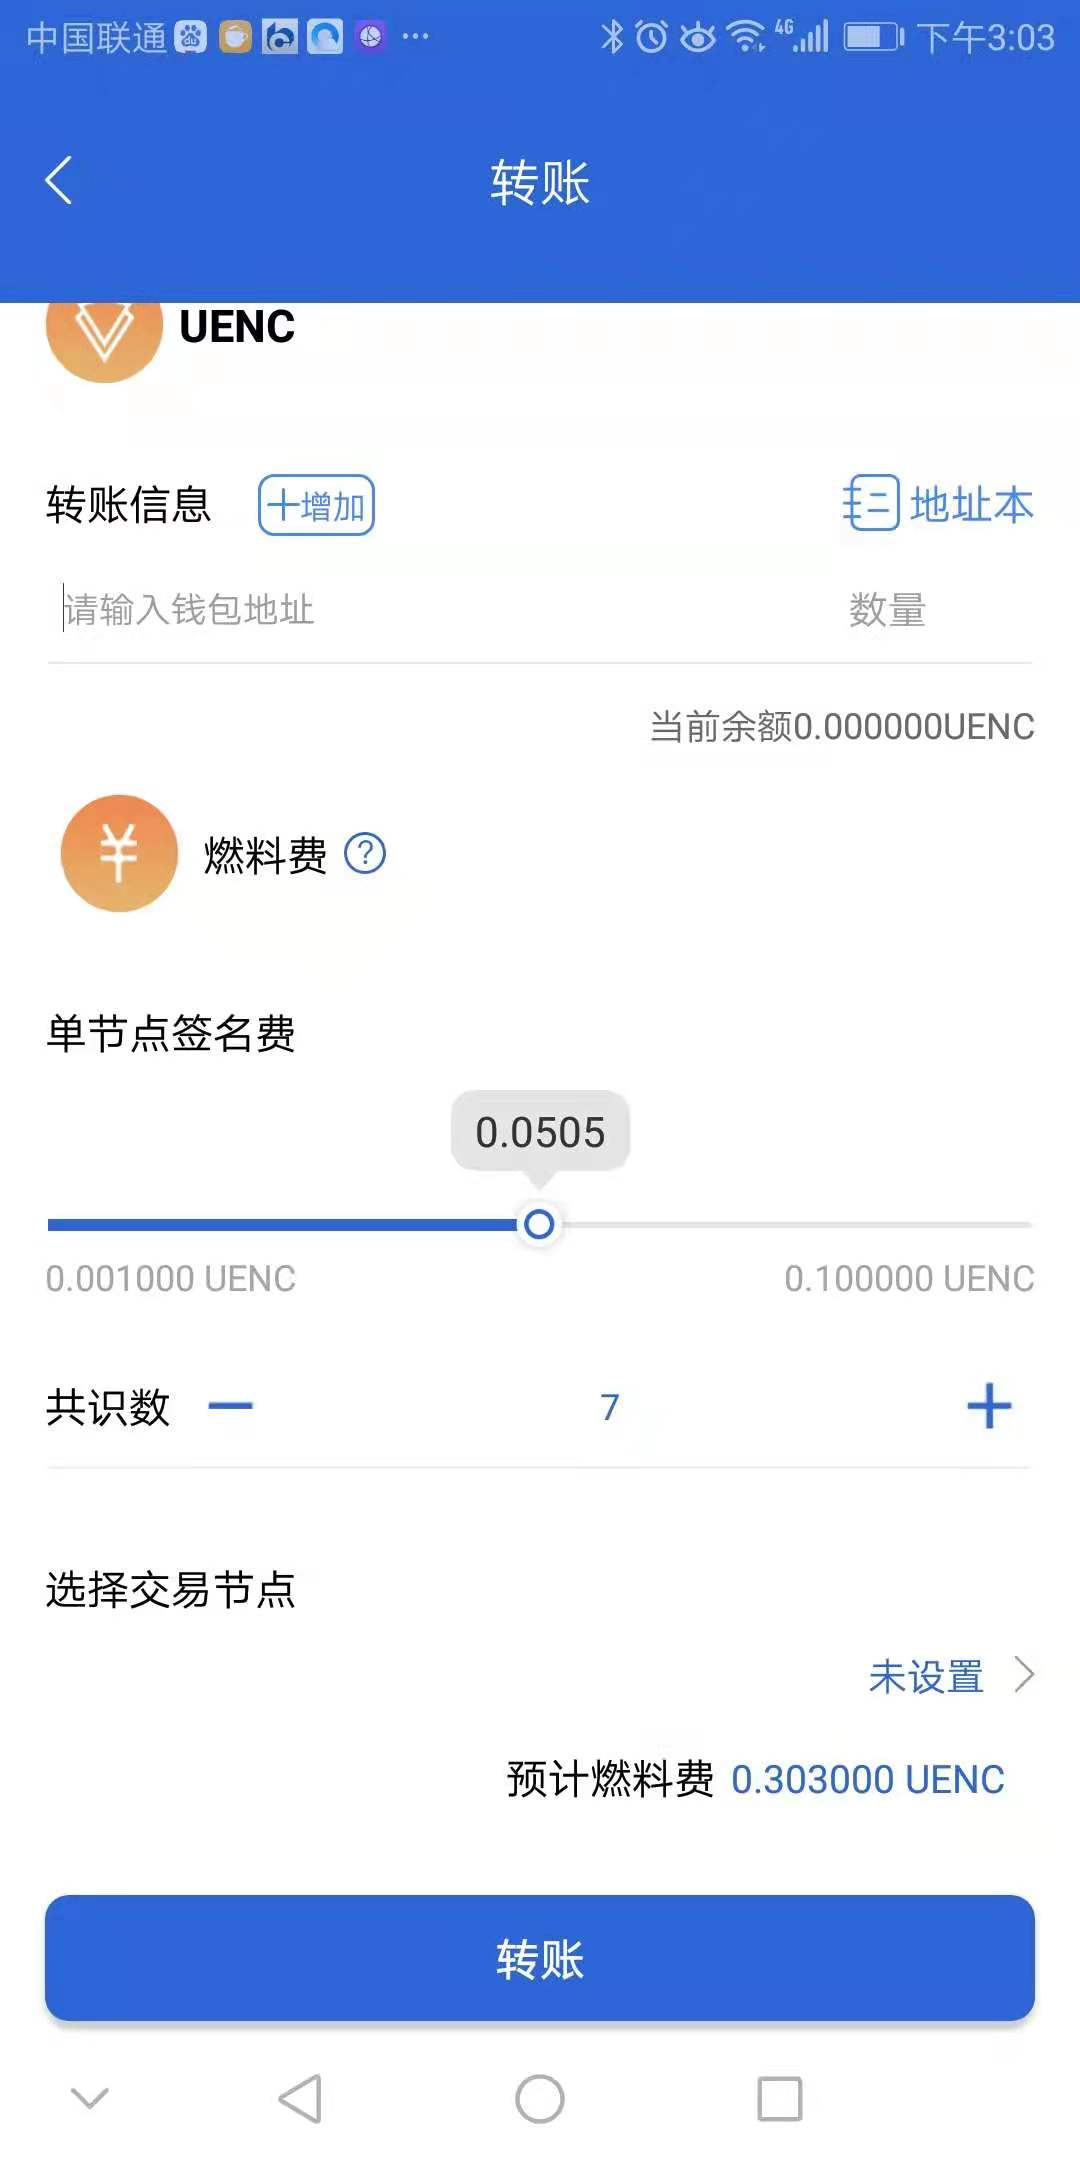 中国联通 4G 下午3:03
转账
UENC
转账信息 增加 地址本
请输入钱包地址 数量
当前余额0.000000UENC
¥ 燃料费 ?
单节点签名费
0.0505
0.001000 UENC 0.100000 UENC
共识数 — 7 +
选择交易节点
未设置
预计燃料费 0.303000 UENC
转账